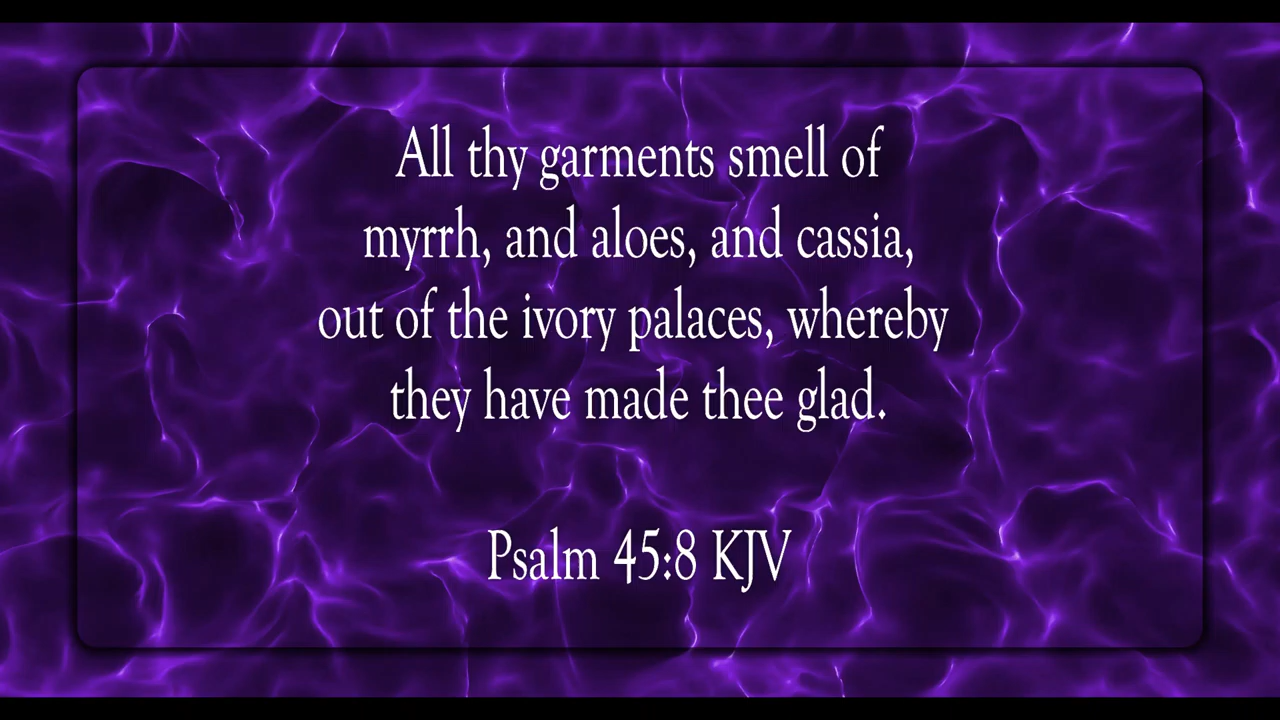 All thy garments smell of
myrrh, and aloes, and cassia,
out of the ivory palaces, whereby
they have made thee glad.
Psalm 45:8 KJV